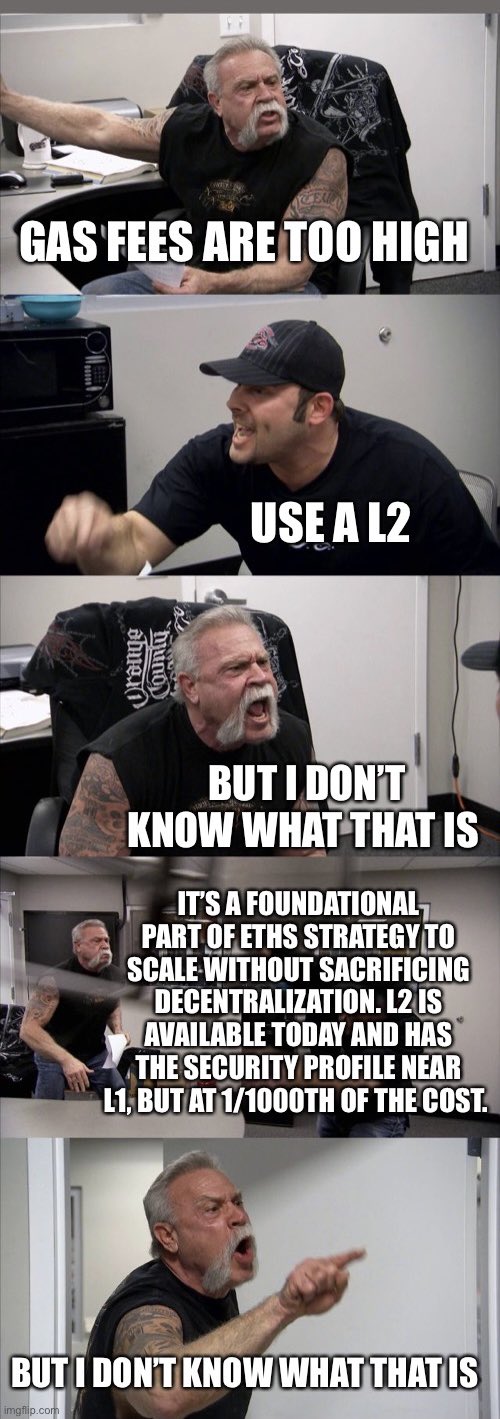 GAS FEES ARE TOO HIGH
USE A L2
Orange
County
BUT I DON’T
KNOW WHAT THAT IS
IT’S A FOUNDATIONAL
PART OF ETHS STRATEGY TO
SCALE WITHOUT SACRIFICING
DECENTRALIZATION. L2 IS
AVAILABLE TODAY AND HAS
THE SECURITY PROFILE NEAR
L1, BUT AT 1/1000TH OF THE COST.
BUT I DON’T KNOW WHAT THAT IS
imgflip.com